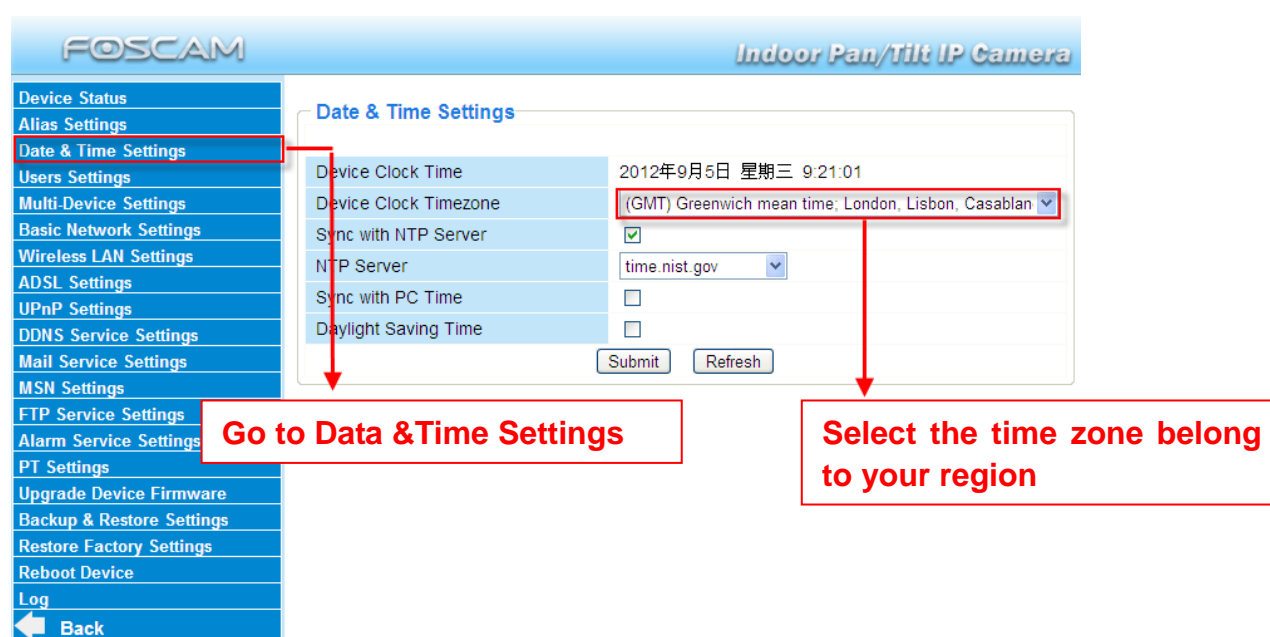 FOSCAM
Indoor Pan/Tilt IP Camera
Device Status
Alias Settings
Date & Time Settings
Users Settings
Multi-Device Settings
Basic Network Settings
Wireless LAN Settings
ADSL Settings
UPnP Settings
DDNS Service Settings
Mail Service Settings
MSN Settings
FTP Service Settings
Alarm Service Settings
PT Settings
Upgrade Device Firmware
Backup & Restore Settings
Restore Factory Settings
Reboot Device
Log
Back
Date & Time Settings
Device Clock Time 2012年9月5日 星期三 9:21:01
Device Clock Timezone (GMT) Greenwich mean time; London, Lisbon, Casablan
Sync with NTP Server
NTP Server time.nist.gov
Sync with PC Time
Daylight Saving Time
Submit Refresh
Go to Data &Time Settings
Select the time zone belong
to your region